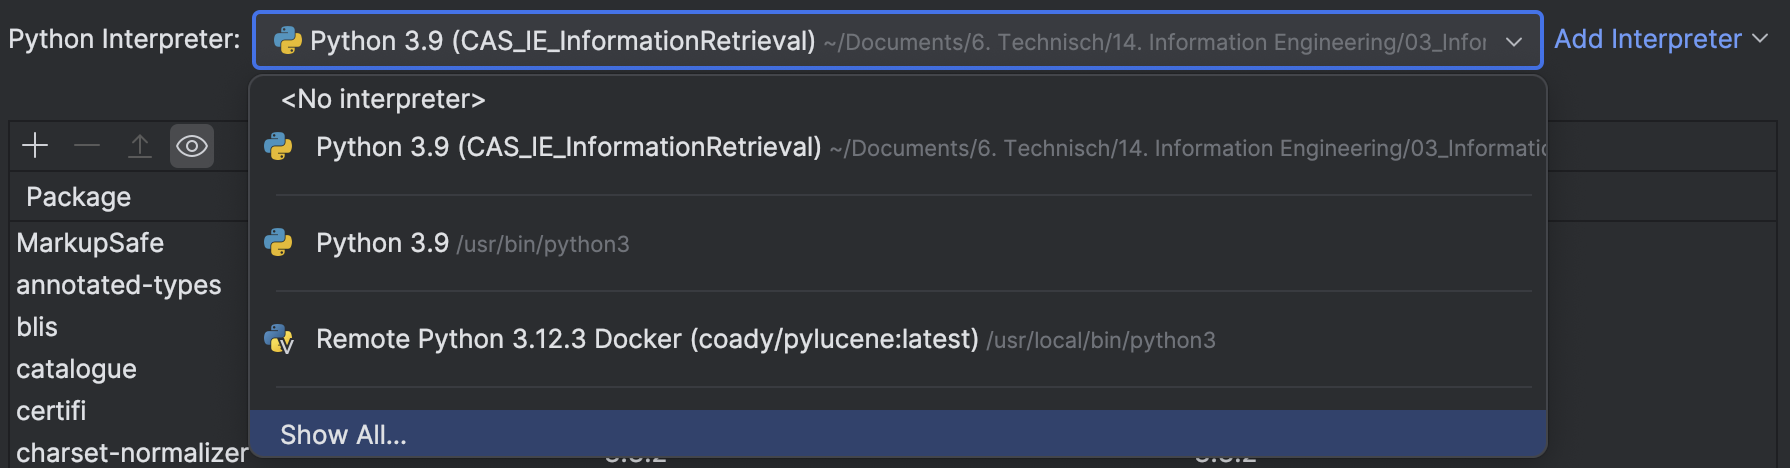 Python Interpreter: Python 3.9 (CAS_IE_InformationRetrieval) ~/Documents/6. Technisch/14. Information Engineering/03_Infor Add Interpreter
<No interpreter>
Python 3.9 (CAS_IE_InformationRetrieval) ~/Documents/6. Technisch/14. Information Engineering/03_Informatic
Package
Python 3.9 /usr/bin/python3
MarkupSafe
annotated-types
blis
Remote Python 3.12.3 Docker (coady/pylucene:latest) /usr/local/bin/python3
catalogue
certifi
Show All...
charset-normalizer